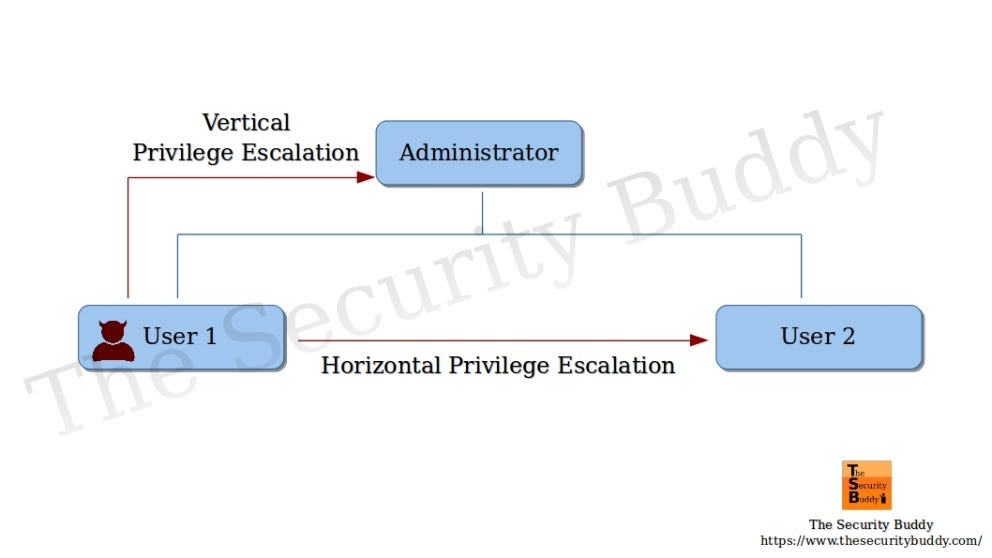 Vertical
Privilege Escalation
Administrator
The Security Buddy
User 1
User 2
Horizontal Privilege Escalation
The
Security
Buddy
The Security Buddy
https://www.thesecuritybuddy.com/